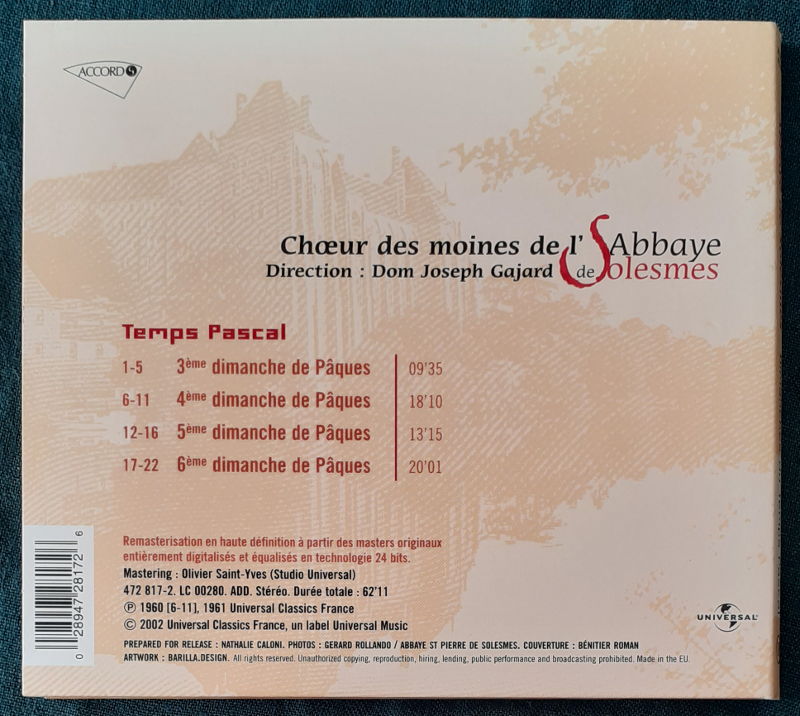 ACCORD
Chœur des moines de l'Abbaye
Direction : Dom Joseph Gajard de Solesmes
Temps Pascal
1-5 3ème dimanche de Pâques 09'35
6-11 4ème dimanche de Pâques 18'10
12-16 5ème dimanche de Pâques 13'15
17-22 6ème dimanche de Pâques 20'01
Remasterisation en haute définition à partir des masters originaux
entièrement digitalisés et équalisés en technologie 24 bits.
Mastering : Olivier Saint-Yves (Studio Universal)
472 817-2. LC 00280. ADD. Stéréo. Durée totale : 62'11
℗ 1960 [6-11], 1961 Universal Classics France
© 2002 Universal Classics France, un label Universal Music
PREPARED FOR RELEASE : NATHALIE CALONI. PHOTOS : GERARD ROLLANDO / ABBAYE ST PIERRE DE SOLESMES. COUVERTURE : BÉNITIER ROMAN
ARTWORK : BARILLA.DESIGN. All rights reserved. Unauthorized copying, reproduction, hiring, lending, public performance and broadcasting prohibited. Made in the EU.
0 28947 28172 6
UNIVERSAL